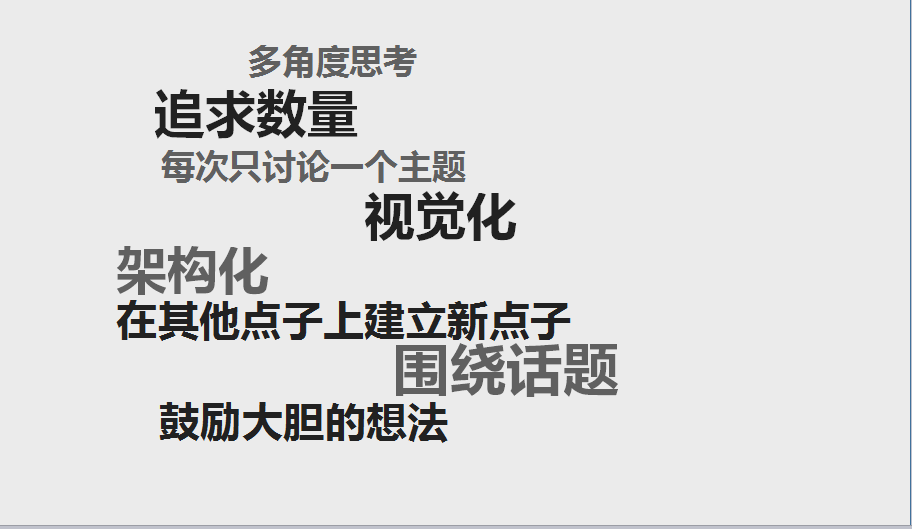 多角度思考
追求数量
每次只讨论一个主题
视觉化
架构化
在其他点子上建立新点子
围绕话题
鼓励大胆的想法